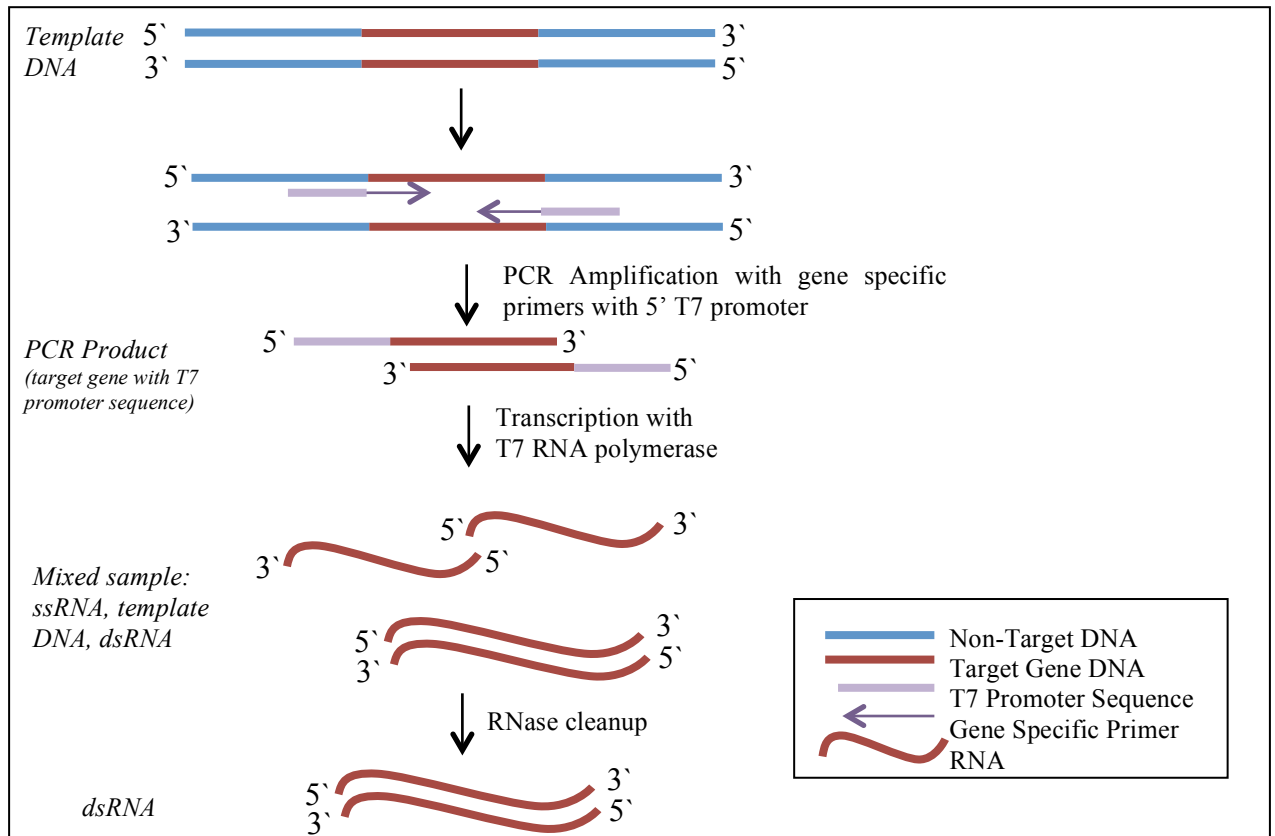 Template 5` 3`
DNA 3` 5`
5` 3`
3` 5`
PCR Amplification with gene specific
primers with 5’ T7 promoter
5` 3`
PCR Product
3` 5`
(target gene with T7
promoter sequence)
Transcription with
T7 RNA polymerase
5` 3`
3` 5`
Mixed sample:
ssRNA, template
DNA, dsRNA
5` 3`
3` 5`
RNase cleanup
dsRNA
5` 3`
3` 5`
Non-Target DNA
Target Gene DNA
T7 Promoter Sequence
Gene Specific Primer
RNA